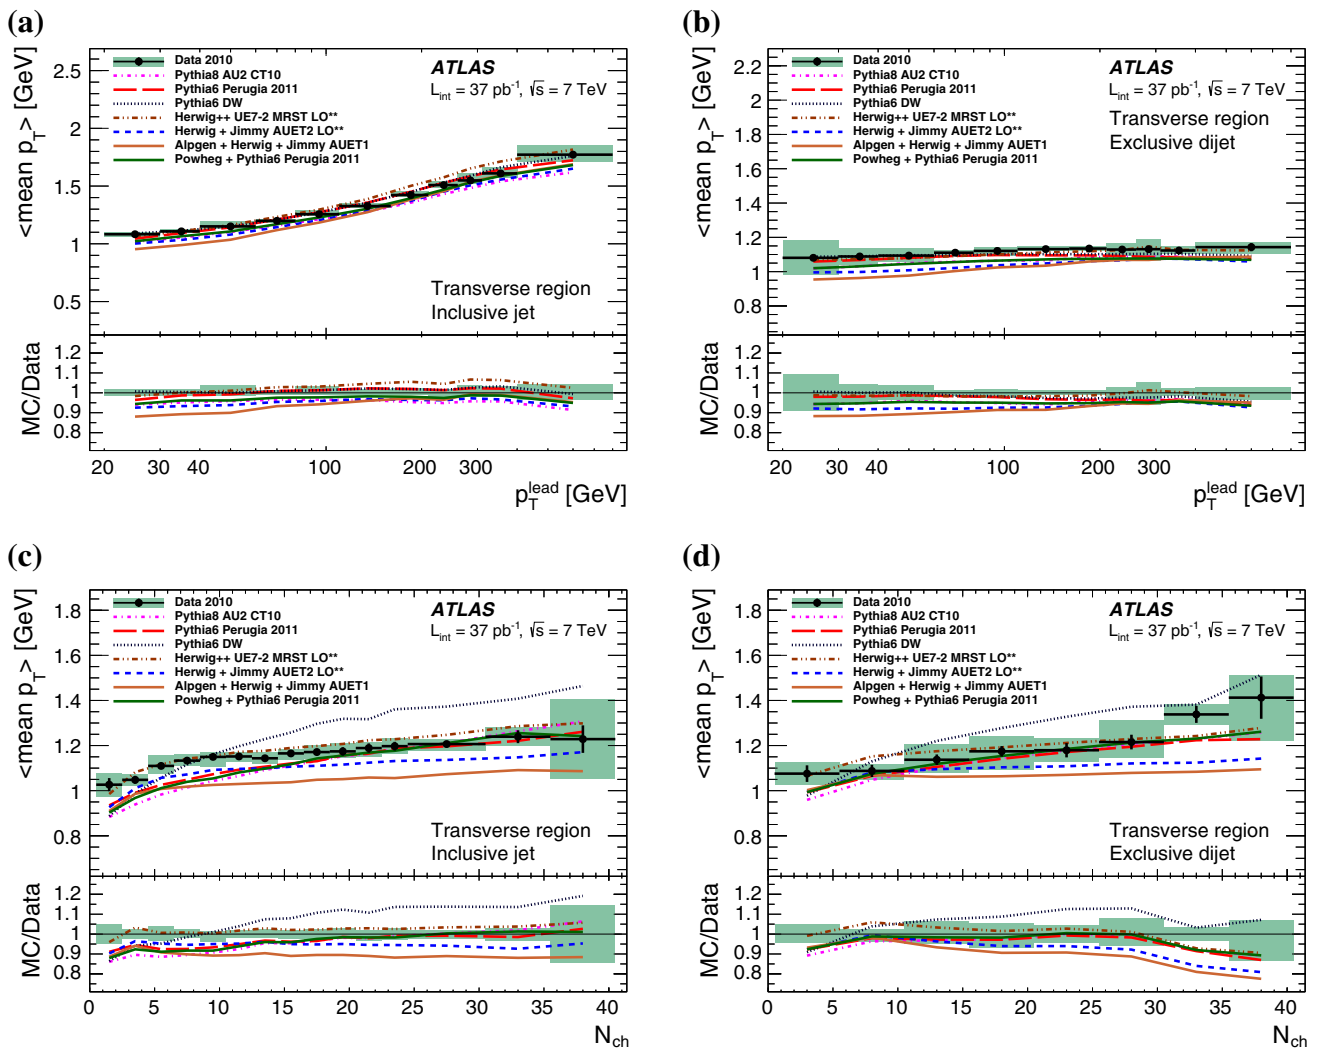 (a)
<mean p_T> [GeV]
2.5
2
1.5
1
0.5
Data 2010
Pythia8 AU2 CT10
Pythia6 Perugia 2011
Pythia6 DW
Herwig++ UE7-2 MRST LO**
Herwig + Jimmy AUET2 LO**
Alpgen + Herwig + Jimmy AUET1
Powheg + Pythia6 Perugia 2011
ATLAS
L_int = 37 pb⁻¹, √s = 7 TeV
Transverse region
Inclusive jet
MC/Data
1.2
1.1
1
0.9
0.8
20 30 40 100 200 300
p_T^lead [GeV]
(b)
<mean p_T> [GeV]
2.2
2
1.8
1.6
1.4
1.2
1
0.8
Data 2010
Pythia8 AU2 CT10
Pythia6 Perugia 2011
Pythia6 DW
Herwig++ UE7-2 MRST LO**
Herwig + Jimmy AUET2 LO**
Alpgen + Herwig + Jimmy AUET1
Powheg + Pythia6 Perugia 2011
ATLAS
L_int = 37 pb⁻¹, √s = 7 TeV
Transverse region
Exclusive dijet
MC/Data
1.2
1.1
1
0.9
0.8
20 30 40 100 200 300
p_T^lead [GeV]
(c)
<mean p_T> [GeV]
1.8
1.6
1.4
1.2
1
0.8
Data 2010
Pythia8 AU2 CT10
Pythia6 Perugia 2011
Pythia6 DW
Herwig++ UE7-2 MRST LO**
Herwig + Jimmy AUET2 LO**
Alpgen + Herwig + Jimmy AUET1
Powheg + Pythia6 Perugia 2011
ATLAS
L_int = 37 pb⁻¹, √s = 7 TeV
Transverse region
Inclusive jet
MC/Data
1.2
1.1
1
0.9
0.8
0 5 10 15 20 25 30 35 40
N_ch
(d)
<mean p_T> [GeV]
1.8
1.6
1.4
1.2
1
0.8
Data 2010
Pythia8 AU2 CT10
Pythia6 Perugia 2011
Pythia6 DW
Herwig++ UE7-2 MRST LO**
Herwig + Jimmy AUET2 LO**
Alpgen + Herwig + Jimmy AUET1
Powheg + Pythia6 Perugia 2011
ATLAS
L_int = 37 pb⁻¹, √s = 7 TeV
Transverse region
Exclusive dijet
MC/Data
1.2
1.1
1
0.9
0.8
0 5 10 15 20 25 30 35 40
N_ch